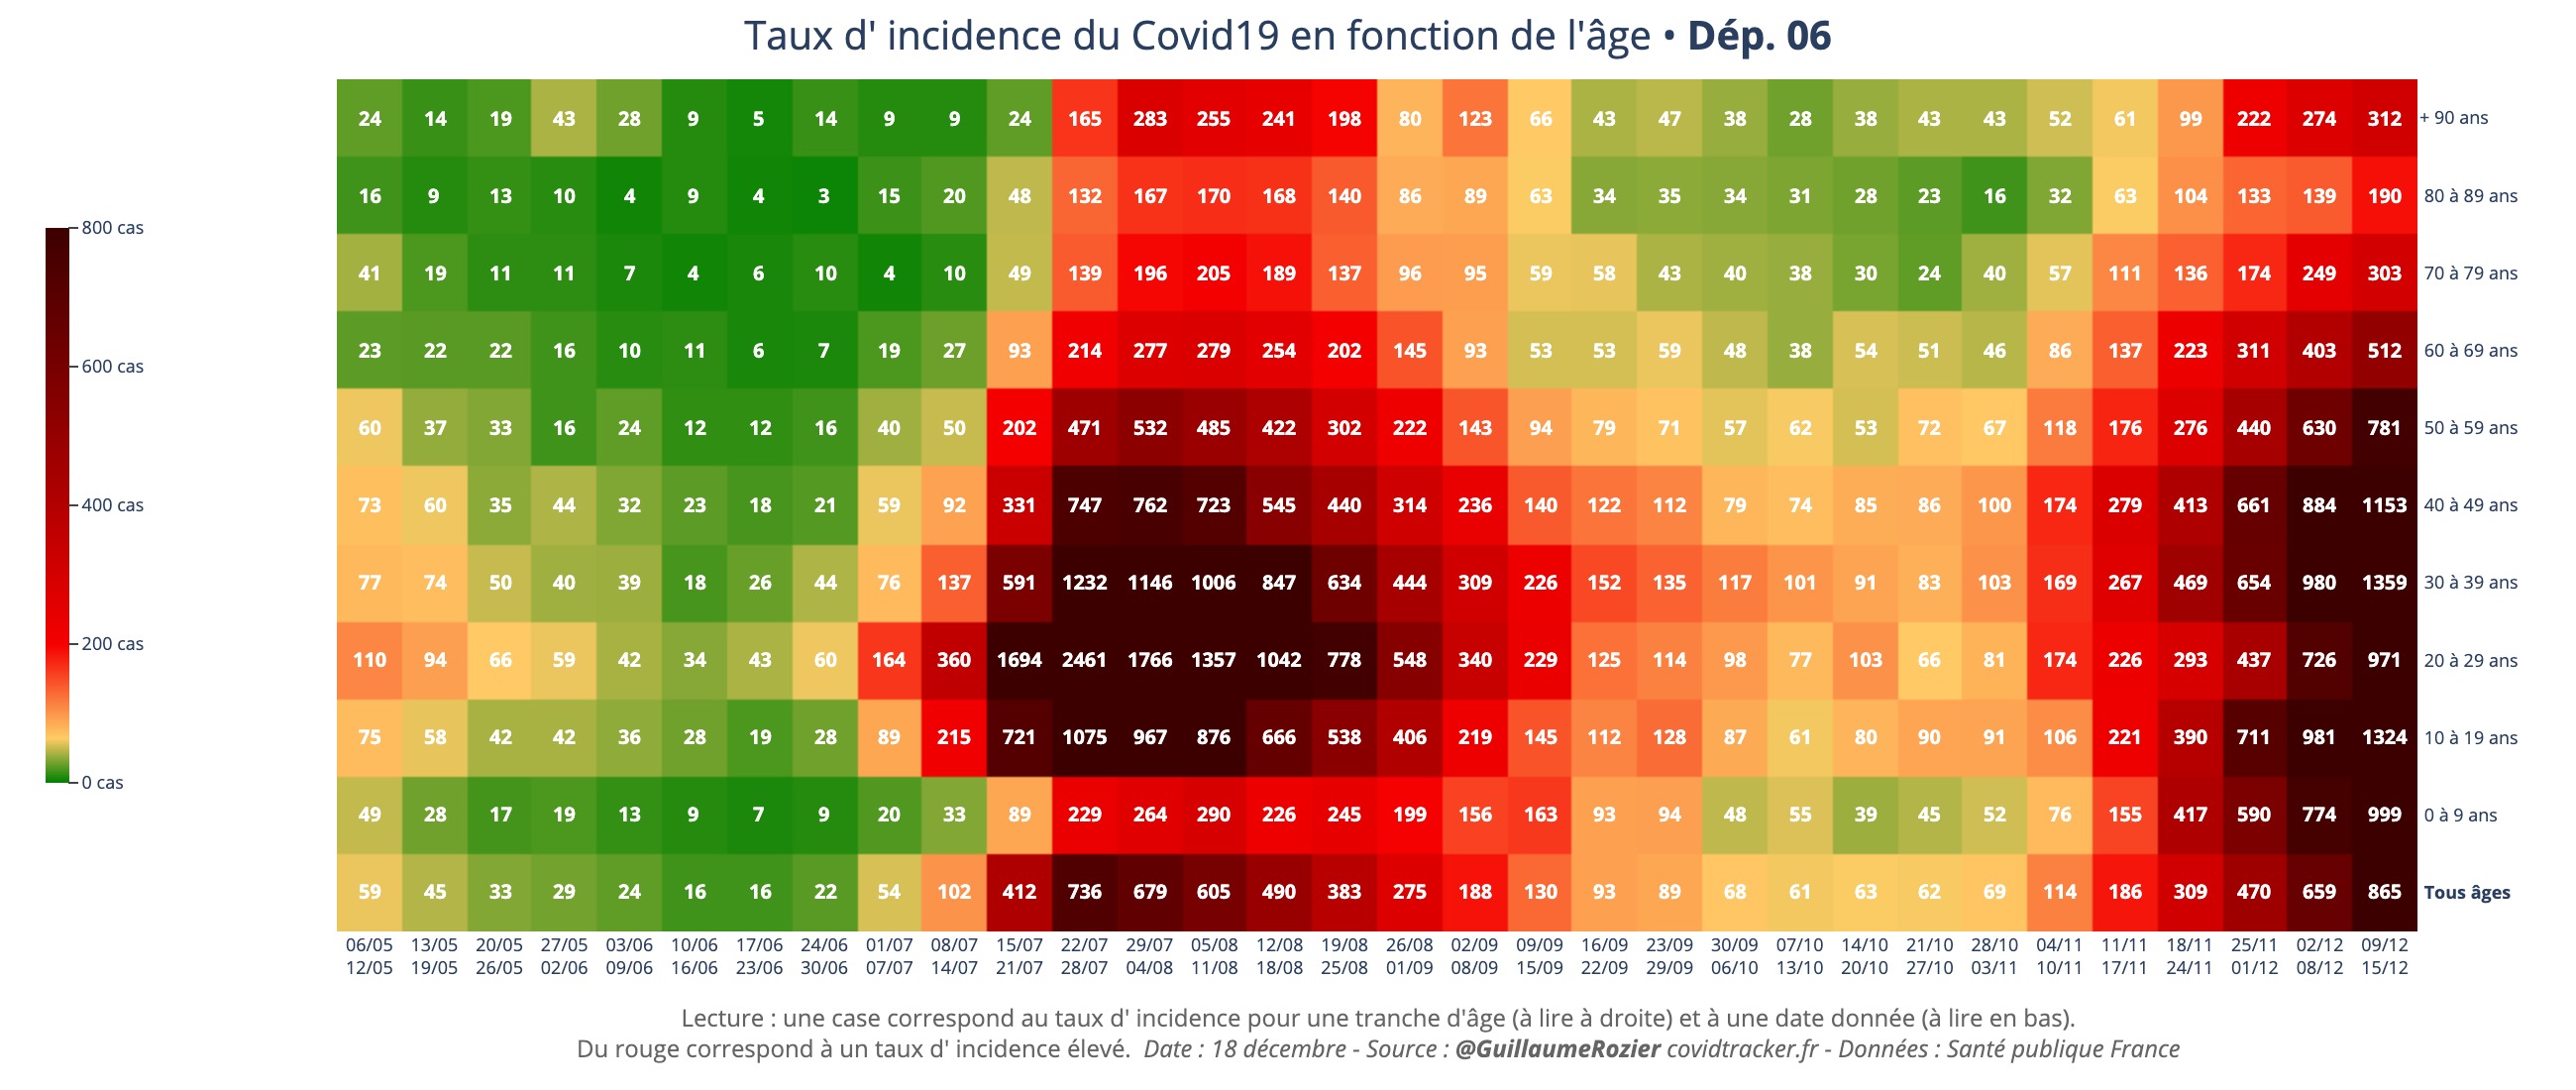 Taux d' incidence du Covid19 en fonction de l'âge • Dép. 06
800 cas
600 cas
400 cas
200 cas
0 cas
24 14 19 43 28 9 5 14 9 9 24 165 283 255 241 198 80 123 66 43 47 38 28 38 43 43 52 61 99 222 274 312 + 90 ans
16 9 13 10 4 9 4 3 15 20 48 132 167 170 168 140 86 89 63 34 35 34 31 28 23 16 32 63 104 133 139 190 80 à 89 ans
41 19 11 11 7 4 6 10 4 10 49 139 196 205 189 137 96 95 59 58 43 40 38 30 24 40 57 111 136 174 249 303 70 à 79 ans
23 22 22 16 10 11 6 7 19 27 93 214 277 279 254 202 145 93 53 53 59 48 38 54 51 46 86 137 223 311 403 512 60 à 69 ans
60 37 33 16 24 12 12 16 40 50 202 471 532 485 422 302 222 143 94 79 71 57 62 53 72 67 118 176 276 440 630 781 50 à 59 ans
73 60 35 44 32 23 18 21 59 92 331 747 762 723 545 440 314 236 140 122 112 79 74 85 86 100 174 279 413 661 884 1153 40 à 49 ans
77 74 50 40 39 18 26 44 76 137 591 1232 1146 1006 847 634 444 309 226 152 135 117 101 91 83 103 169 267 469 654 980 1359 30 à 39 ans
110 94 66 59 42 34 43 60 164 360 1694 2461 1766 1357 1042 778 548 340 229 125 114 98 77 103 66 81 174 226 293 437 726 971 20 à 29 ans
75 58 42 42 36 28 19 28 89 215 721 1075 967 876 666 538 406 219 145 112 128 87 61 80 90 91 106 221 390 711 981 1324 10 à 19 ans
49 28 17 19 13 9 7 9 20 33 89 229 264 290 226 245 199 156 163 93 94 48 55 39 45 52 76 155 417 590 774 999 0 à 9 ans
59 45 33 29 24 16 16 22 54 102 412 736 679 605 490 383 275 188 130 93 89 68 61 63 62 69 114 186 309 470 659 865 Tous âges
06/05 13/05 20/05 27/05 03/06 10/06 17/06 24/06 01/07 08/07 15/07 22/07 29/07 05/08 12/08 19/08 26/08 02/09 09/09 16/09 23/09 30/09 07/10 14/10 21/10 28/10 04/11 11/11 18/11 25/11 02/12 09/12
12/05 19/05 26/05 02/06 09/06 16/06 23/06 30/06 07/07 14/07 21/07 28/07 04/08 11/08 18/08 25/08 01/09 08/09 15/09 22/09 29/09 06/10 13/10 20/10 27/10 03/11 10/11 17/11 24/11 01/12 08/12 15/12
Lecture : une case correspond au taux d' incidence pour une tranche d'âge (à lire à droite) et à une date donnée (à lire en bas).
Du rouge correspond à un taux d' incidence élevé. Date : 18 décembre - Source : @GuillaumeRozier covidtracker.fr - Données : Santé publique France